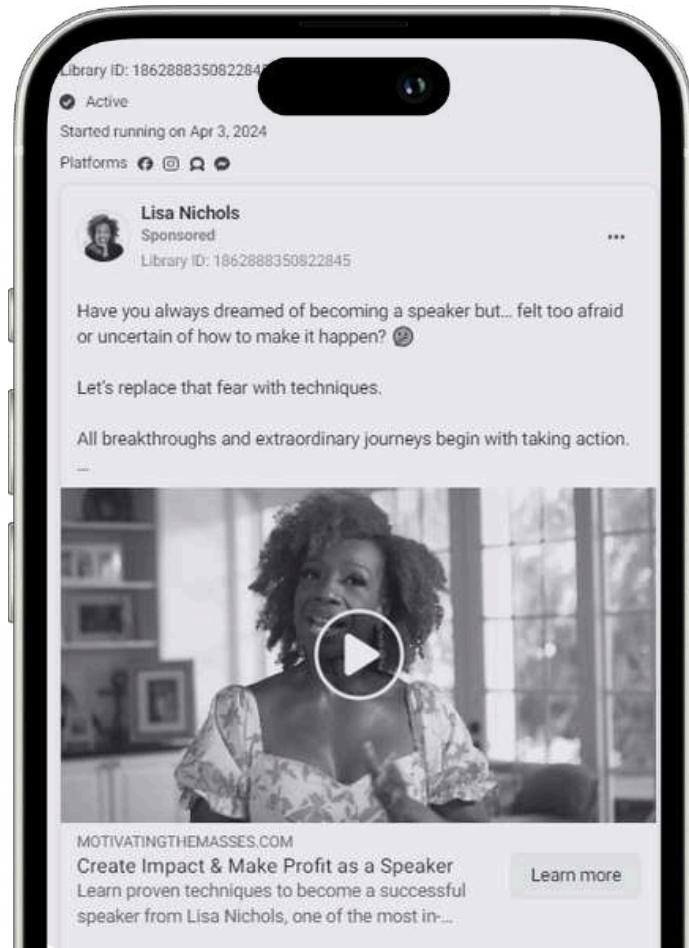 Library ID: 186288835082284
Active
Started running on Apr 3, 2024
Platforms
Lisa Nichols
Sponsored
Library ID: 1862888350822845
Have you always dreamed of becoming a speaker but... felt too afraid
or uncertain of how to make it happen? 🫤
Let's replace that fear with techniques.
All breakthroughs and extraordinary journeys begin with taking action.
...
MOTIVATINGTHEMASSES.COM
Create Impact & Make Profit as a Speaker
Learn more
Learn proven techniques to become a successful
speaker from Lisa Nichols, one of the most in-...